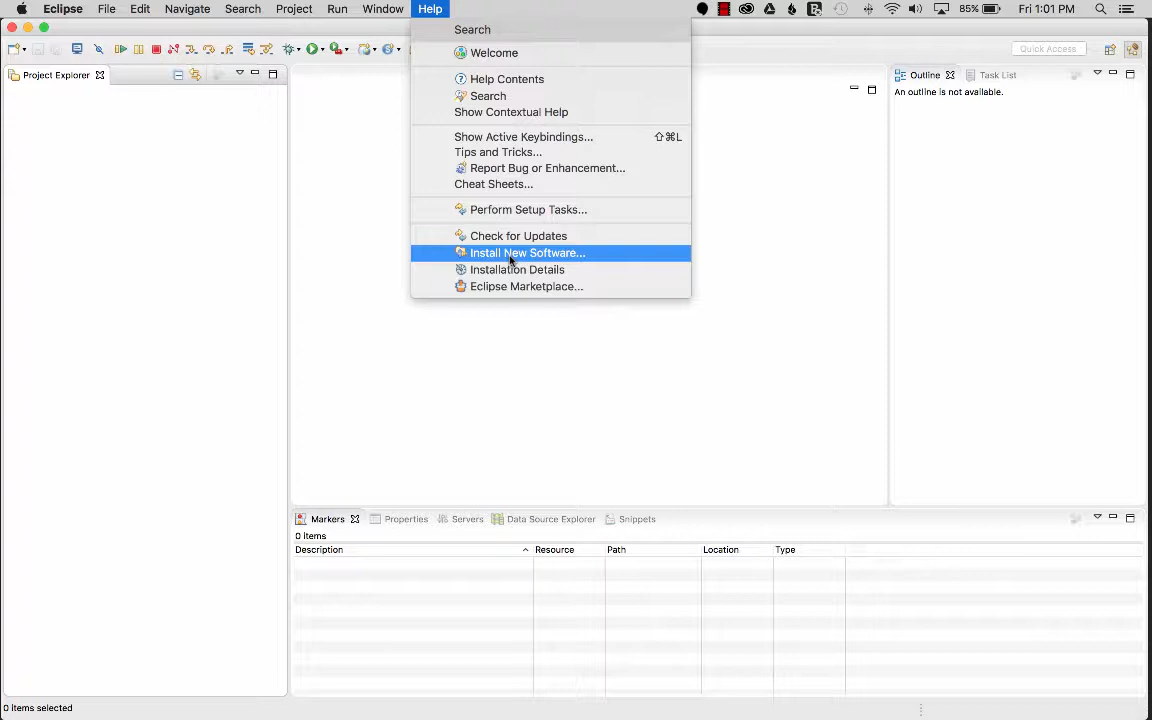 Eclipse File Edit Navigate Search Project Run Window Help 85% Fri 1:01 PM
Quick Access
Project Explorer
Search
Welcome
Help Contents
Search
Show Contextual Help
Show Active Keybindings... ⇧⌘L
Tips and Tricks...
Report Bug or Enhancement...
Cheat Sheets...
Perform Setup Tasks...
Check for Updates
Install New Software...
Installation Details
Eclipse Marketplace...
Outline Task List
An outline is not available.
Markers Properties Servers Data Source Explorer Snippets
0 items
Description Resource Path Location Type
0 items selected